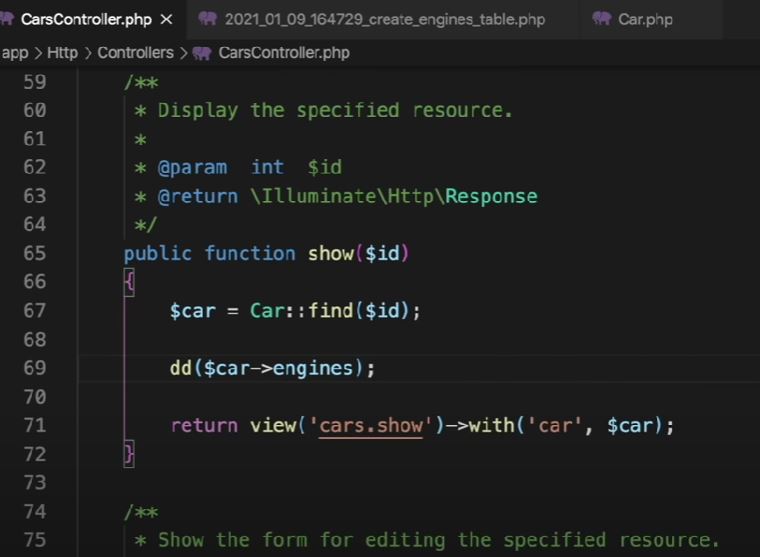 CarsController.php × 2021_01_09_164729_create_engines_table.php Car.php
app > Http > Controllers > CarsController.php
59 /**
60 * Display the specified resource.
61 *
62 * @param  int  $id
63 * @return \Illuminate\Http\Response
64 */
65 public function show($id)
66 {
67 $car = Car::find($id);
68
69 dd($car->engines);
70
71 return view('cars.show')->with('car', $car);
72 }
73
74 /**
75 * Show the form for editing the specified resource.